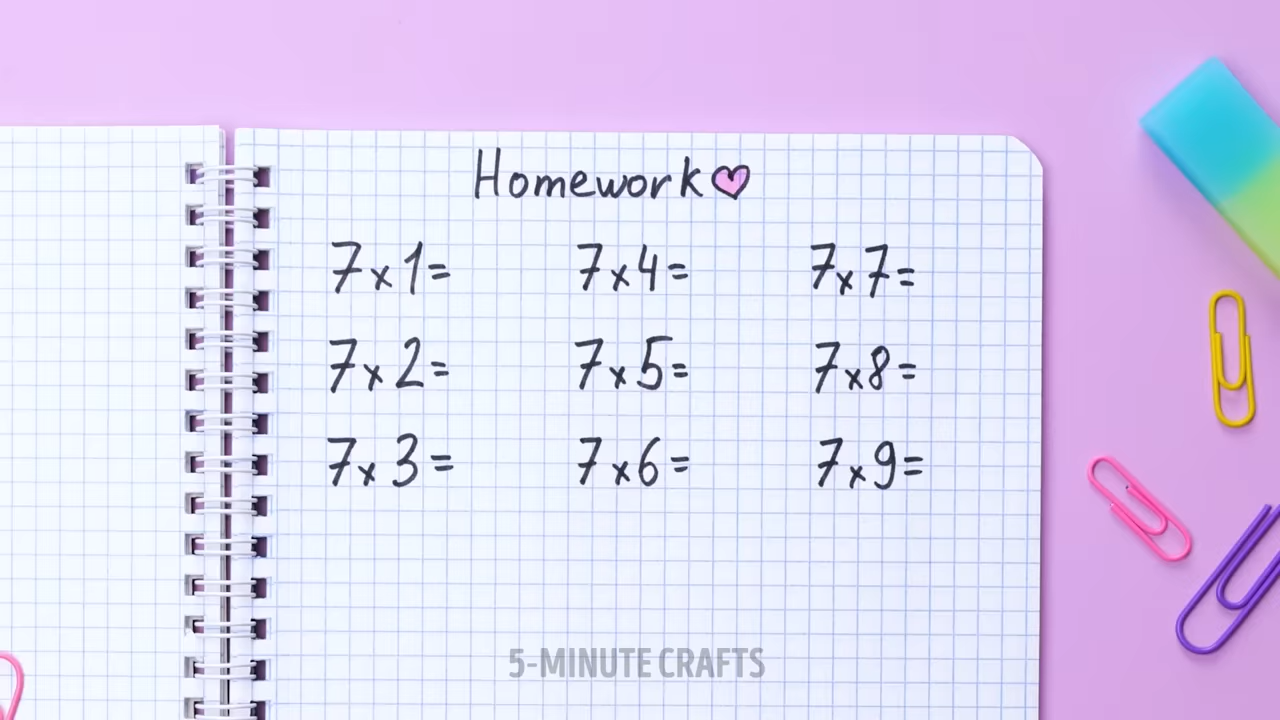 Homework
7x1= 7x4= 7x7=
7x2= 7x5= 7x8=
7x3= 7x6= 7x9=
5-MINUTE CRAFTS